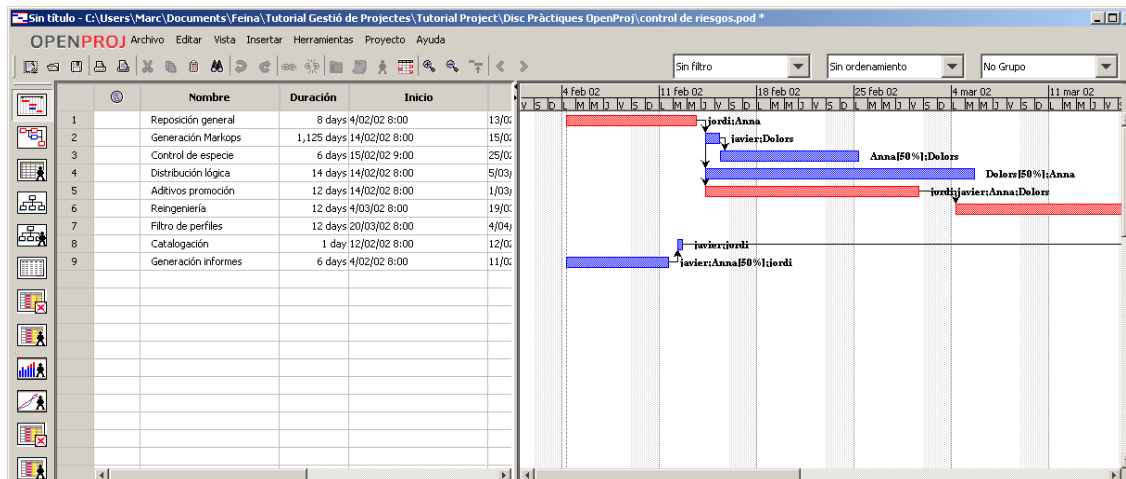 Sin título - C:\Users\Marc\Documents\Feina\Tutorial Gestió de Projectes\Tutorial Project\Disc Pràctiques OpenProj\control de riesgos.pod *
OPENPROJ Archivo Editar Vista Insertar Herramientas Proyecto Ayuda
Sin filtro Sin ordenamiento No Grupo
Nombre Duración Inicio
4 feb 02 11 feb 02 18 feb 02 25 feb 02 4 mar 02 11 mar 02
V S D L M M J V S D L M M J V S D L M M J V S D L M M J V S D L M M J V S D L M M J V S
1 Reposición general 8 days 4/02/02 8:00 13/02 jordi;Anna
2 Generación Markops 1,125 days 14/02/02 8:00 15/02 javier;Dolors
3 Control de especie 6 days 15/02/02 9:00 25/02 Anna[50%];Dolors
4 Distribución lógica 14 days 14/02/02 8:00 5/03/ Dolors[50%];Anna
5 Aditivos promoción 12 days 14/02/02 8:00 1/03/ jordi;javier;Anna;Dolors
6 Reingeniería 12 days 4/03/02 8:00 19/03
7 Filtro de perfiles 12 days 20/03/02 8:00 4/04/
8 Catalogación 1 day 12/02/02 8:00 12/02 javier;jordi
9 Generación informes 6 days 4/02/02 8:00 11/02 javier;Anna[50%];jordi